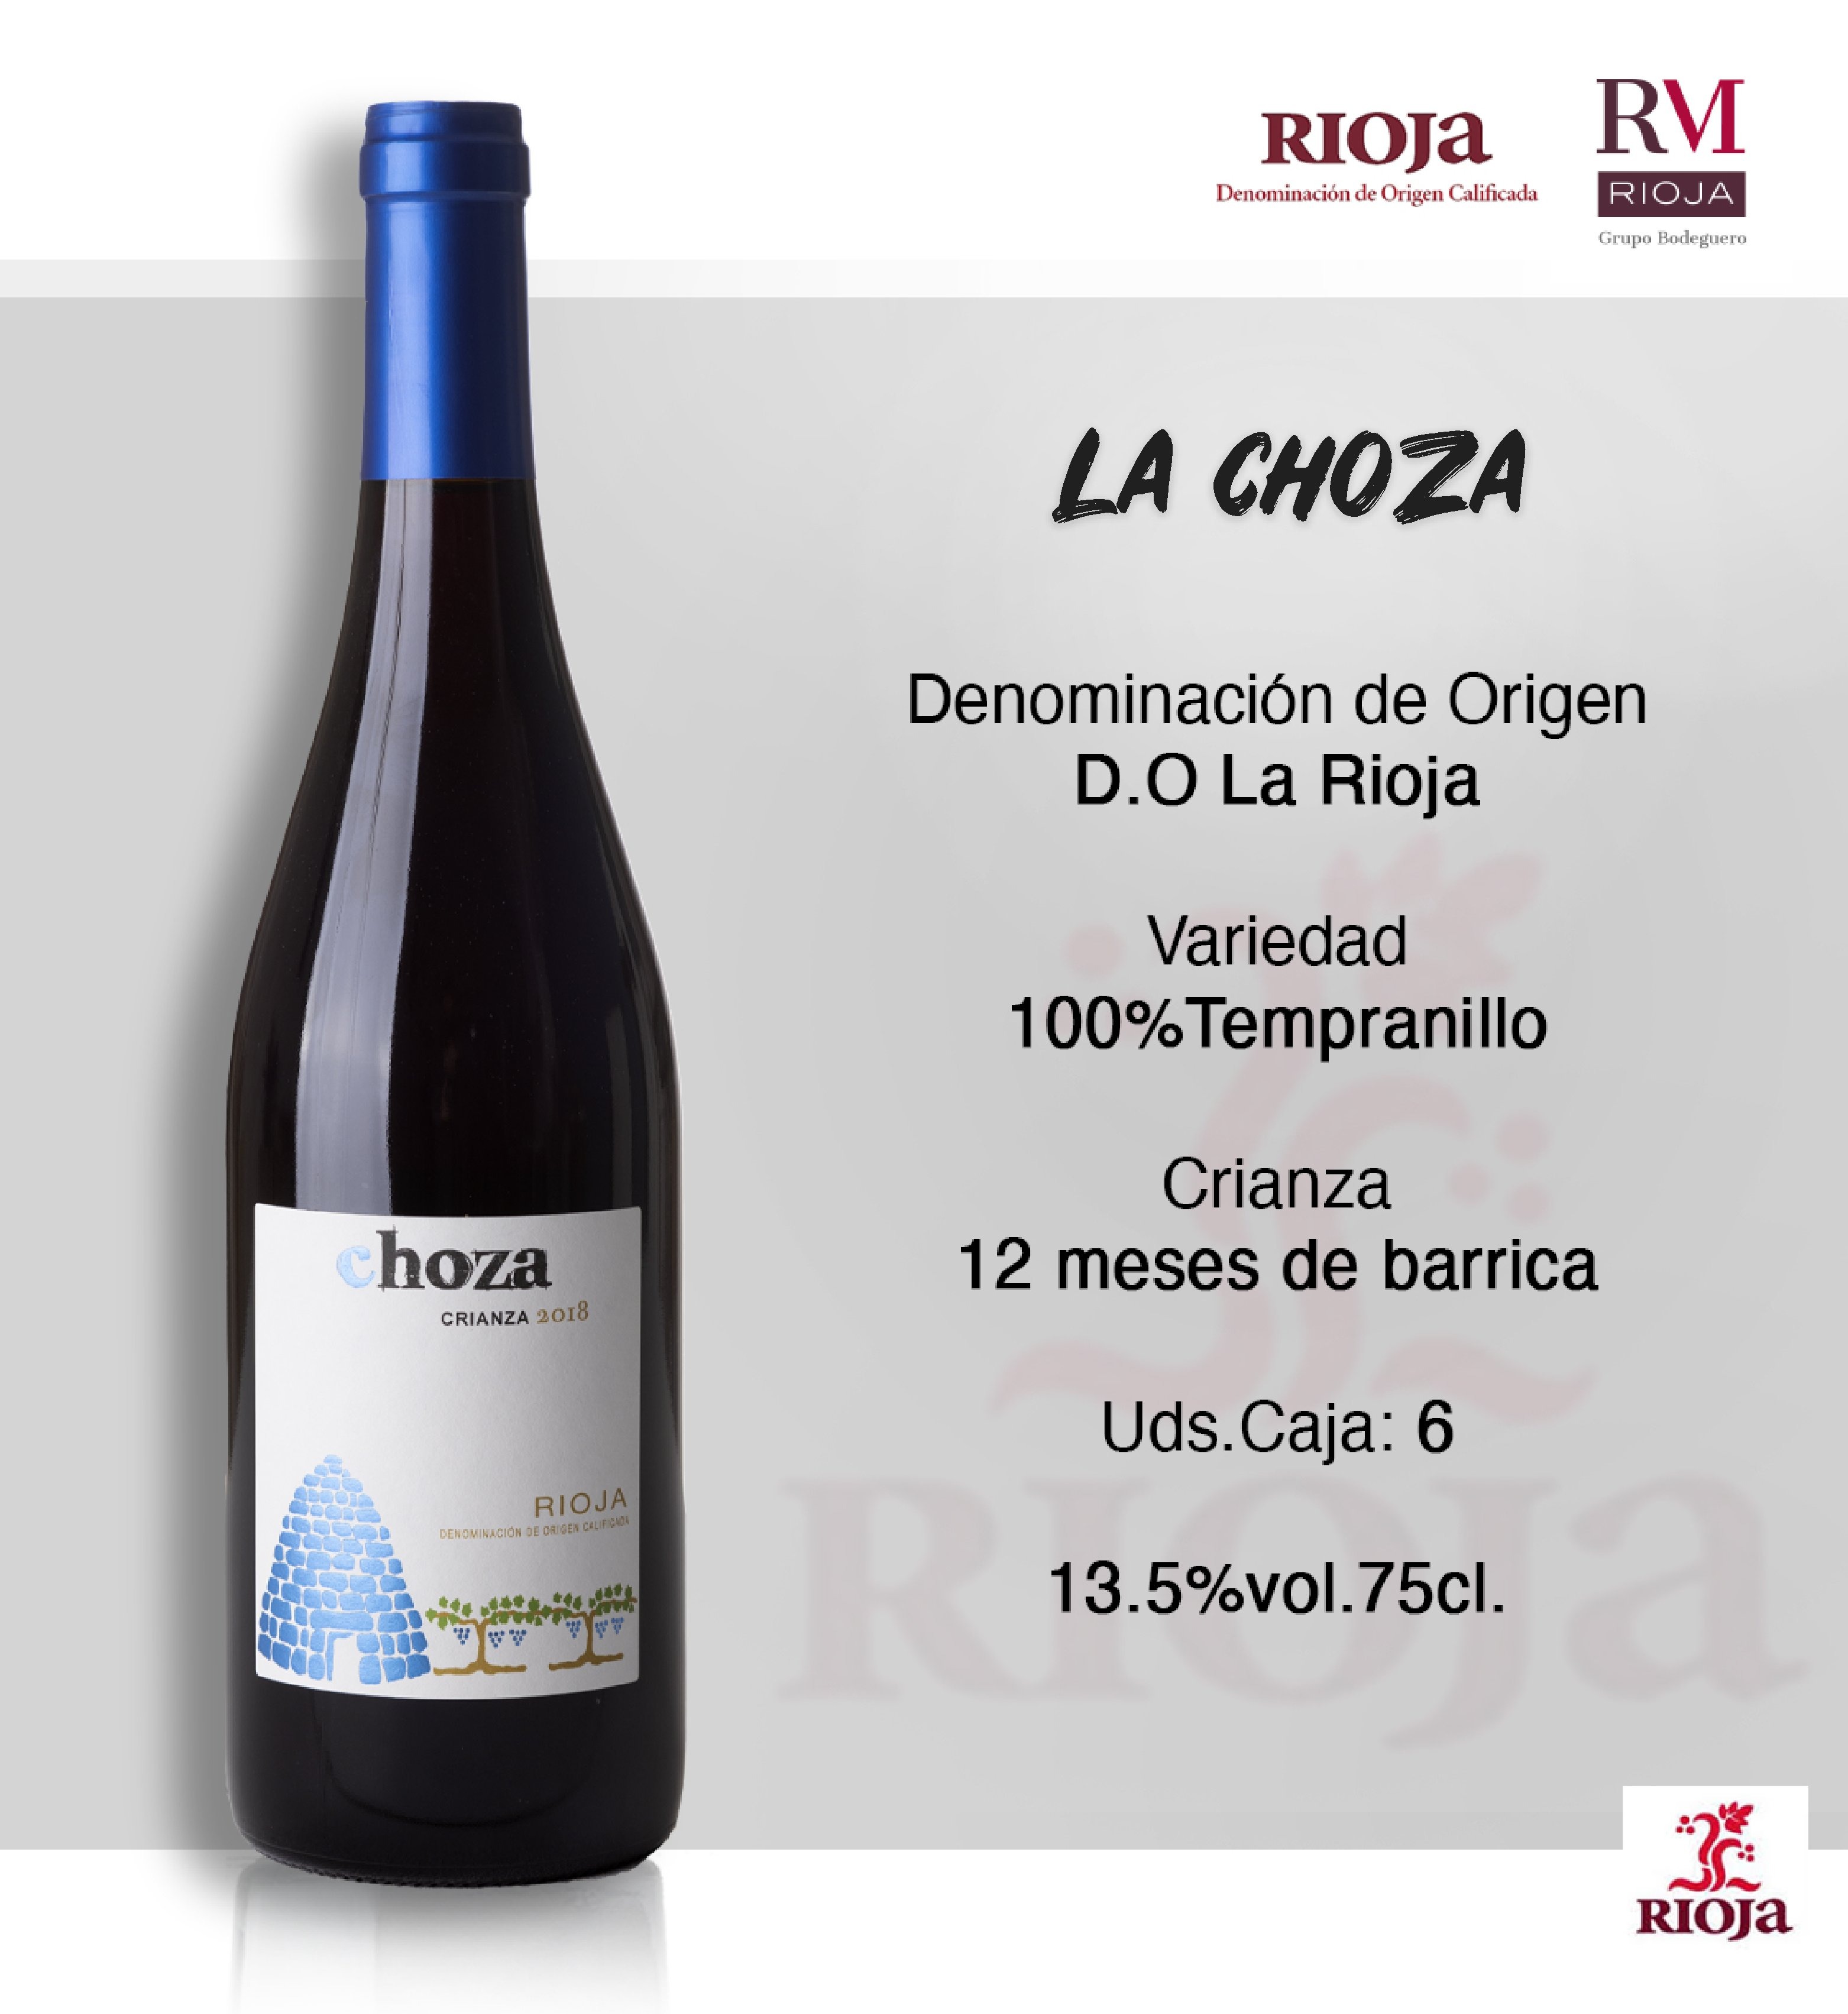 RIOJa
Denominación de Origen Calificada
RM
RIOJA
Grupo Bodeguero
LA CHOZA
Denominación de Origen
D.O La Rioja
Variedad
100%Tempranillo
Crianza
12 meses de barrica
Uds.Caja: 6
13.5%vol.75cl.
choza
CRIANZA 2018
RIOJA
DENOMINACIÓN DE ORIGEN CALIFICADA
RIOJa
RIOJa